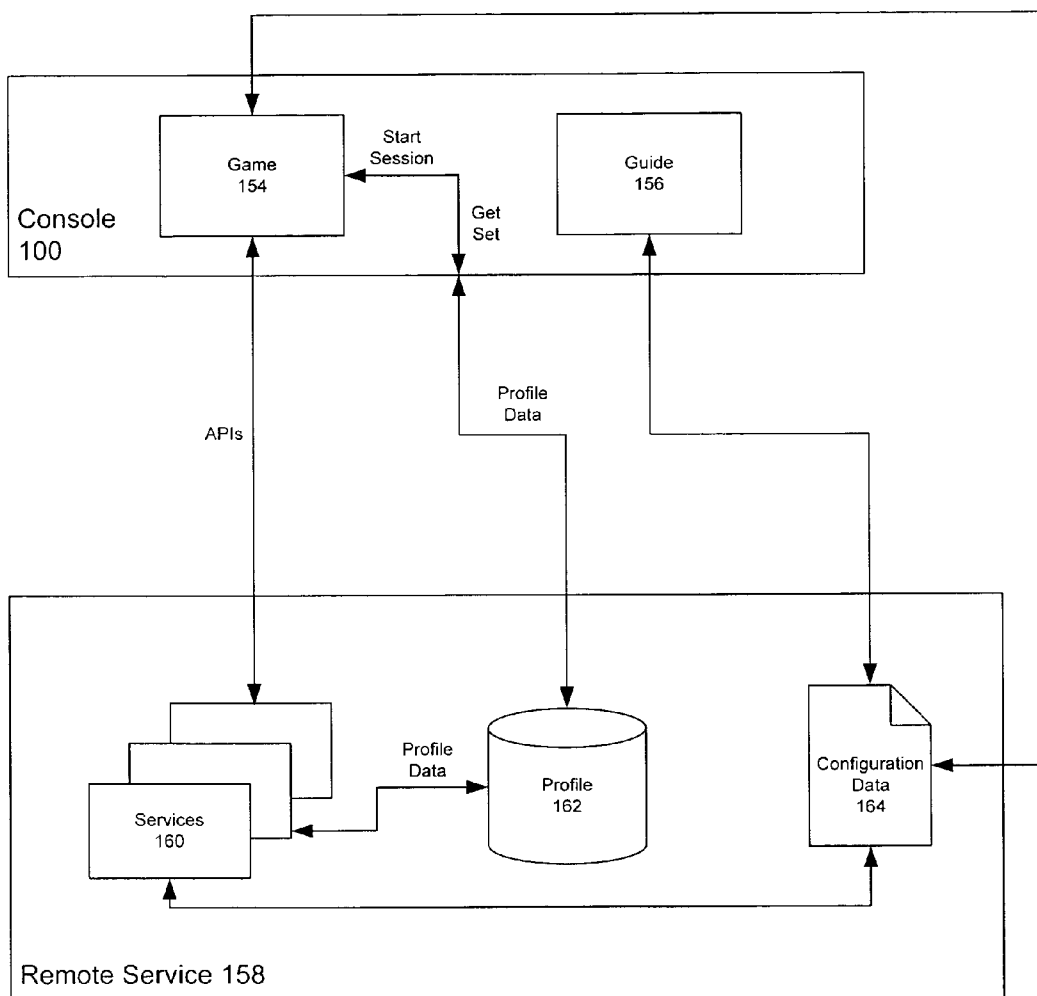 Game
154
Start
Session
Guide
156
Get
Set
Console
100
Profile
Data
APIs
Profile
Data
Profile
162
Configuration
Data
164
Services
160
Remote Service 158